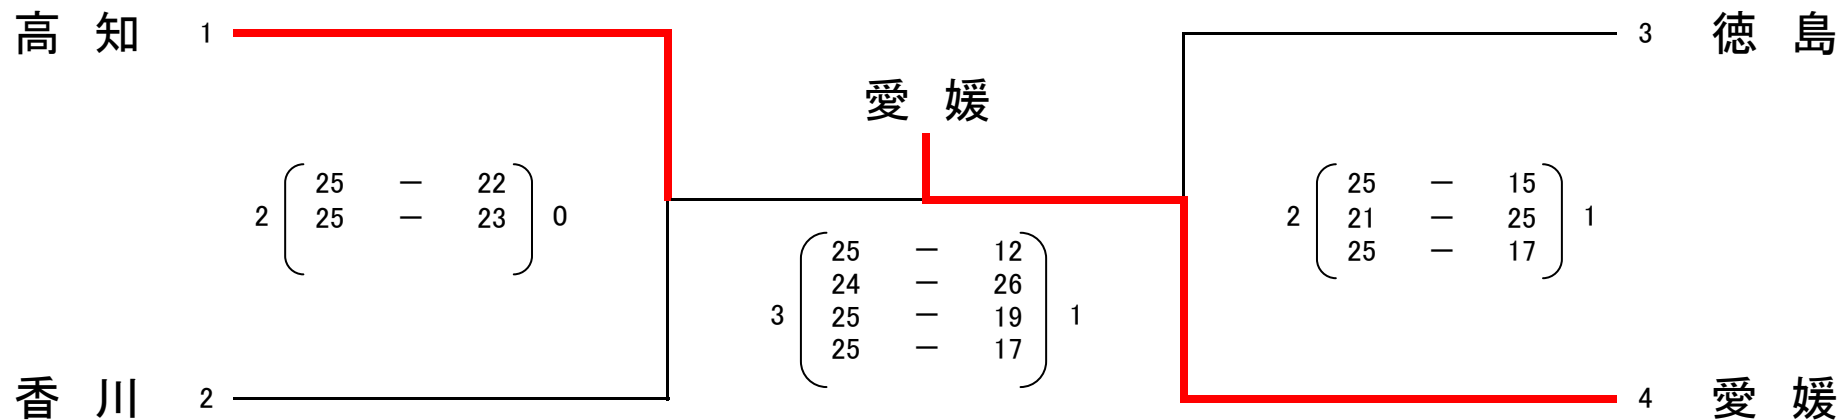 高 知 1
3 徳 島
愛 媛
2 25 ー 22 0
25 ー 23
2 25 ー 15 1
21 ー 25
25 ー 17
3 25 ー 12 1
24 ー 26
25 ー 19
25 ー 17
香 川 2
4 愛 媛